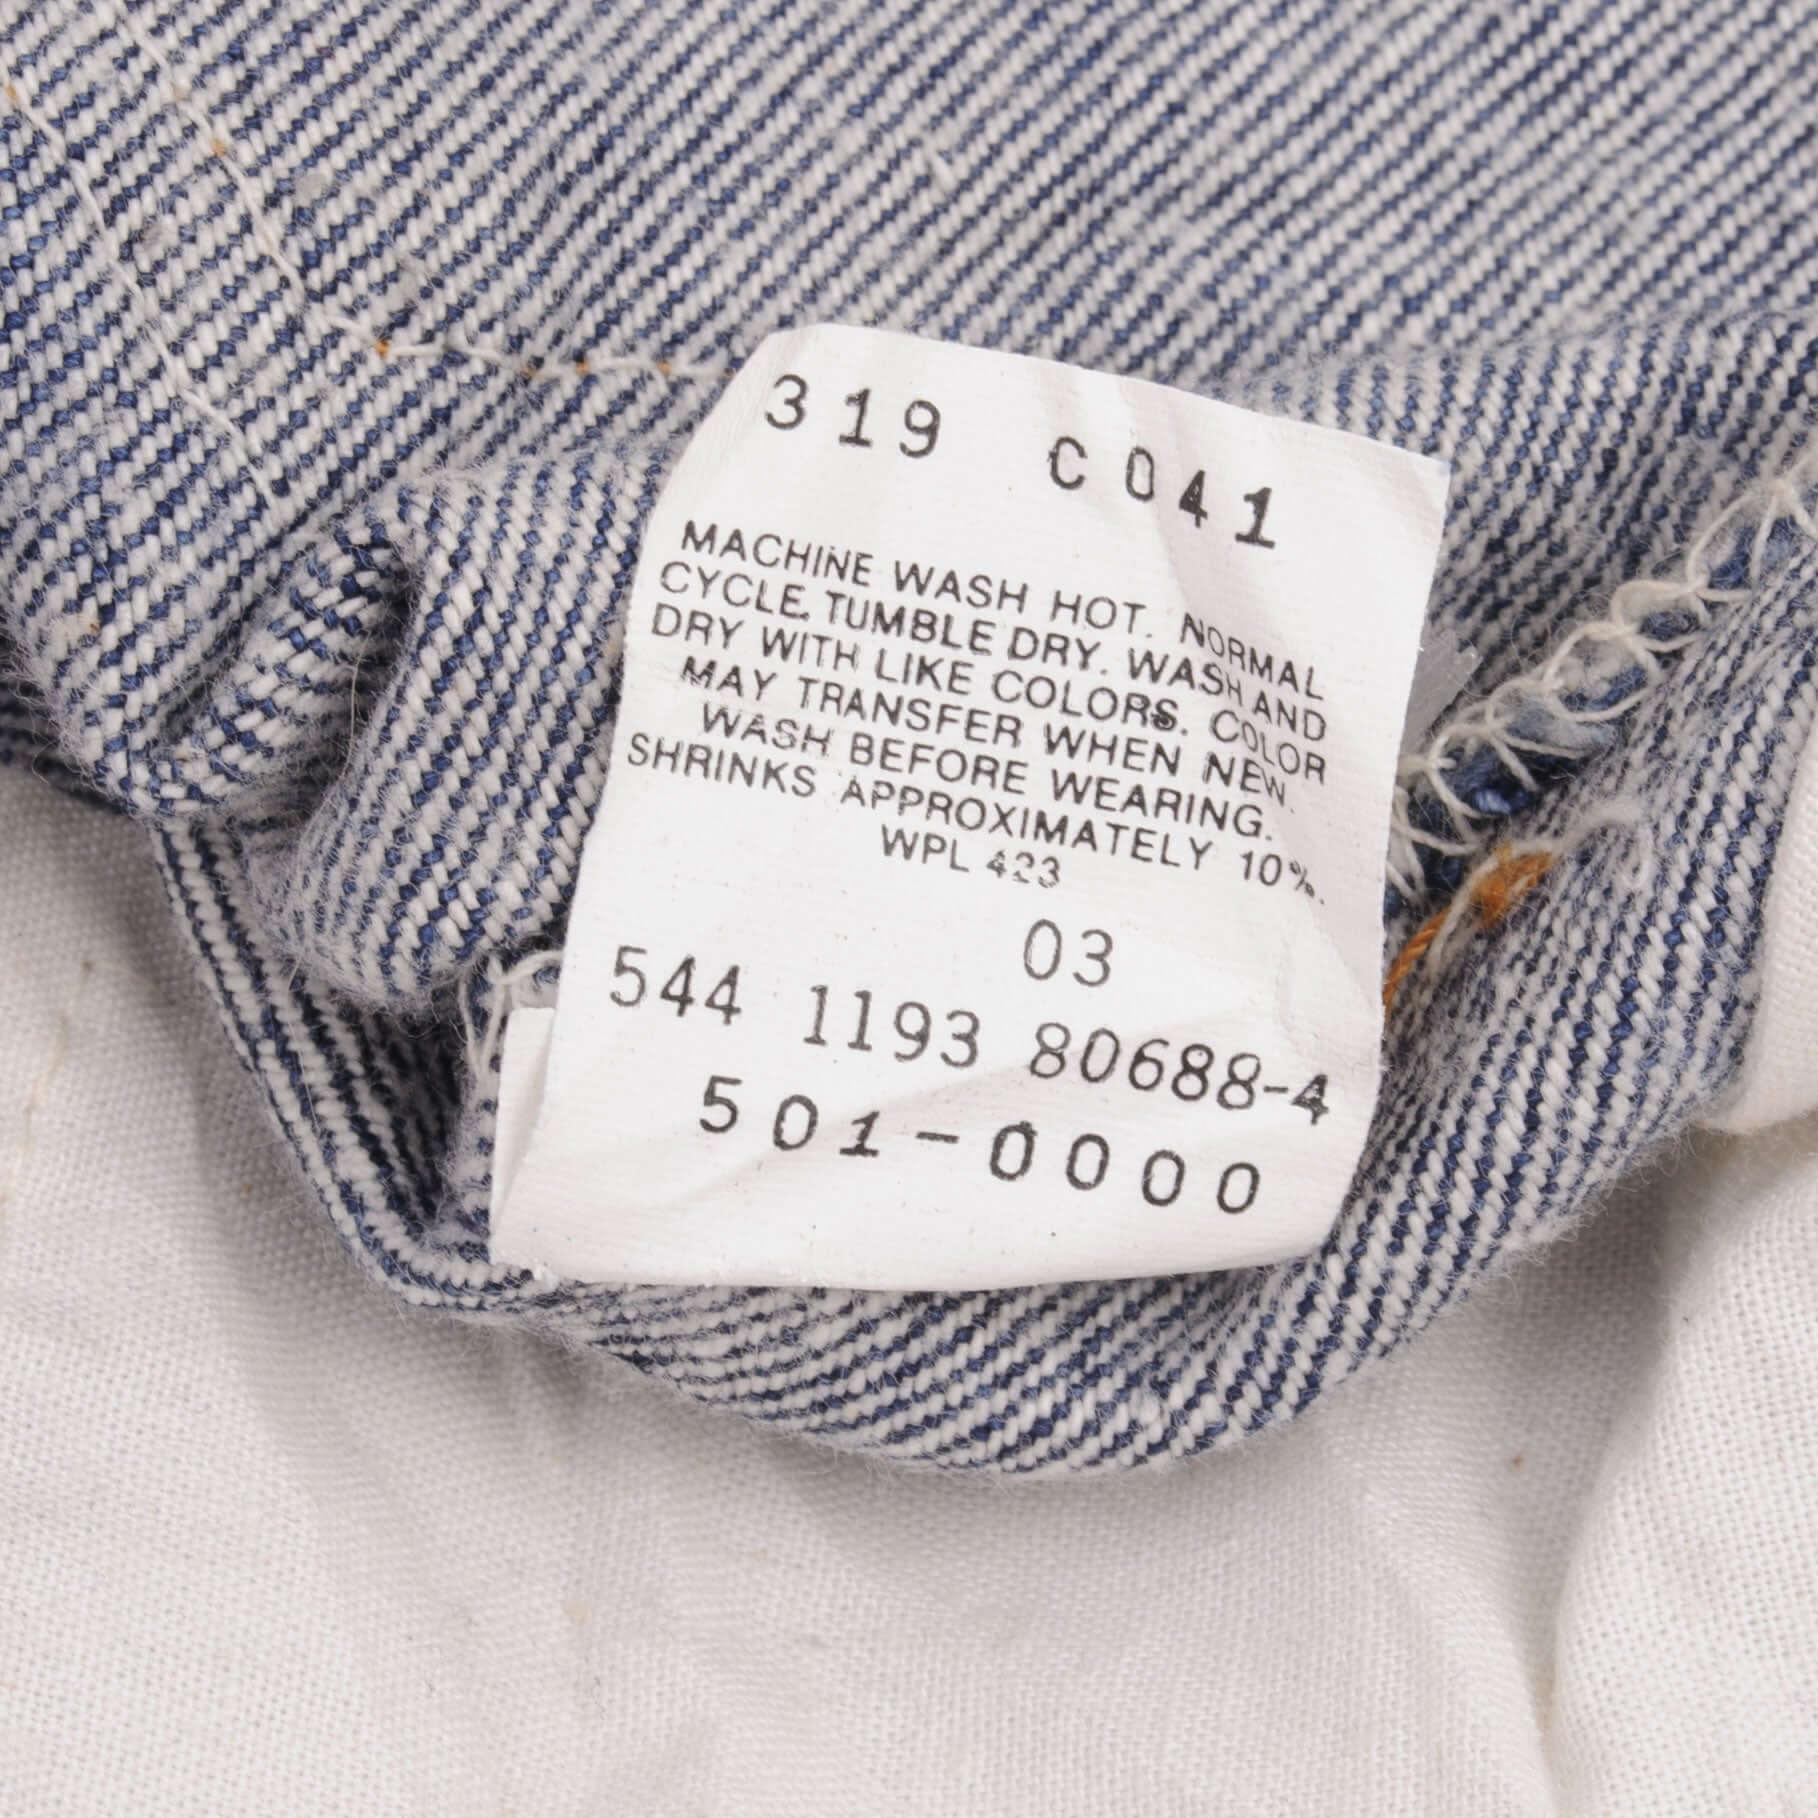 319 C041
MACHINE WASH HOT. NORMAL
CYCLE. TUMBLE DRY. WASH AND
DRY WITH LIKE COLORS. COLOR
MAY TRANSFER WHEN NEW.
WASH BEFORE WEARING.
SHRINKS APPROXIMATELY 10%.
WPL 423
03
544 1193 80688-4
501-0000